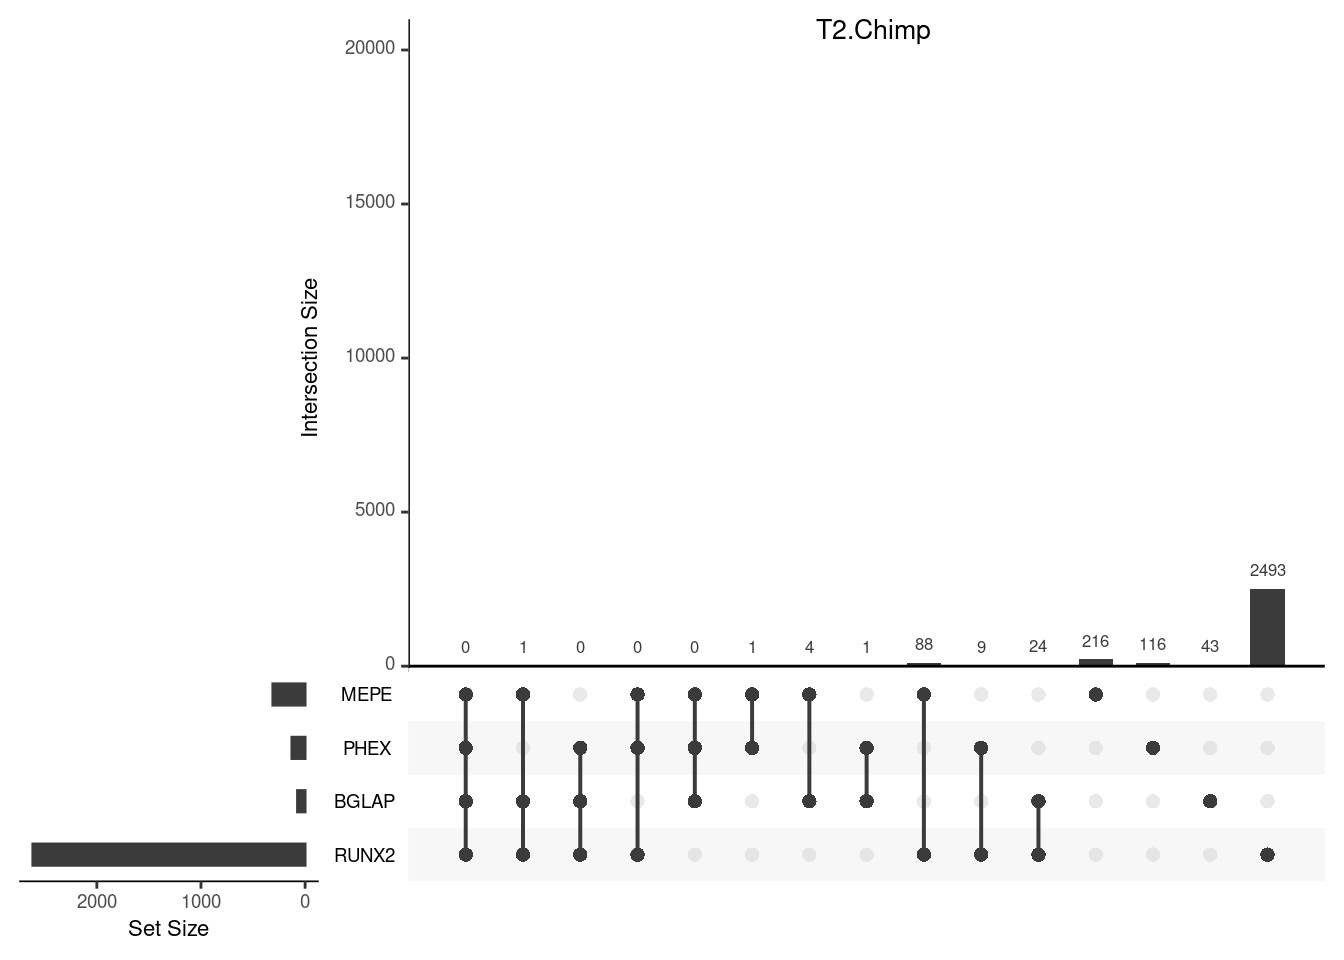 T2.Chimp
20000
15000
10000
5000
0
Intersection Size
0 1 0 0 0 1 4 1 88 9 24 216 116 43 2493
MEPE
PHEX
BGLAP
RUNX2
2000 1000 0
Set Size